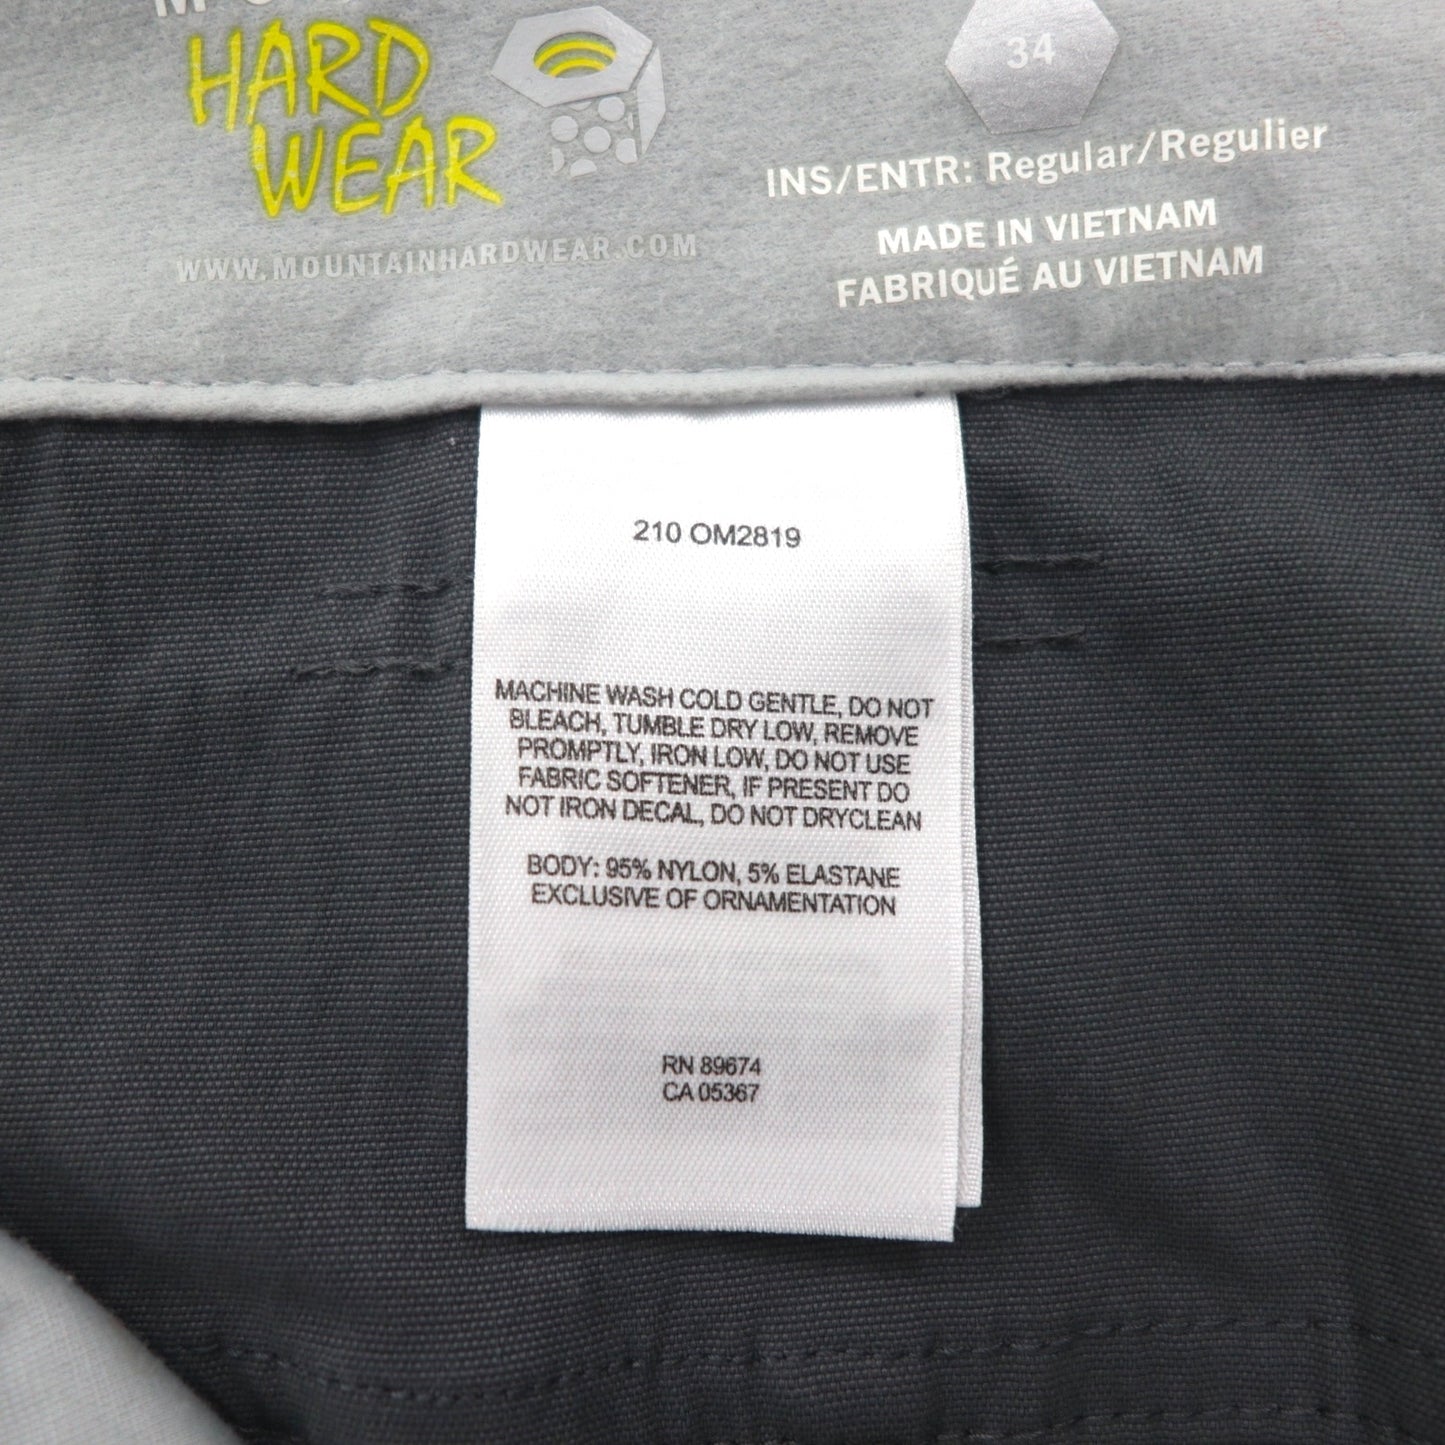 HARD
WEAR
WWW.MOUNTAINHARDWEAR.COM
34
INS/ENTR: Regular/Regulier
MADE IN VIETNAM
FABRIQUÉ AU VIETNAM
210 OM2819
MACHINE WASH COLD GENTLE, DO NOT
BLEACH, TUMBLE DRY LOW, REMOVE
PROMPTLY, IRON LOW, DO NOT USE
FABRIC SOFTENER, IF PRESENT DO
NOT IRON DECAL, DO NOT DRYCLEAN
BODY: 95% NYLON, 5% ELASTANE
EXCLUSIVE OF ORNAMENTATION
RN 89674
CA 05367